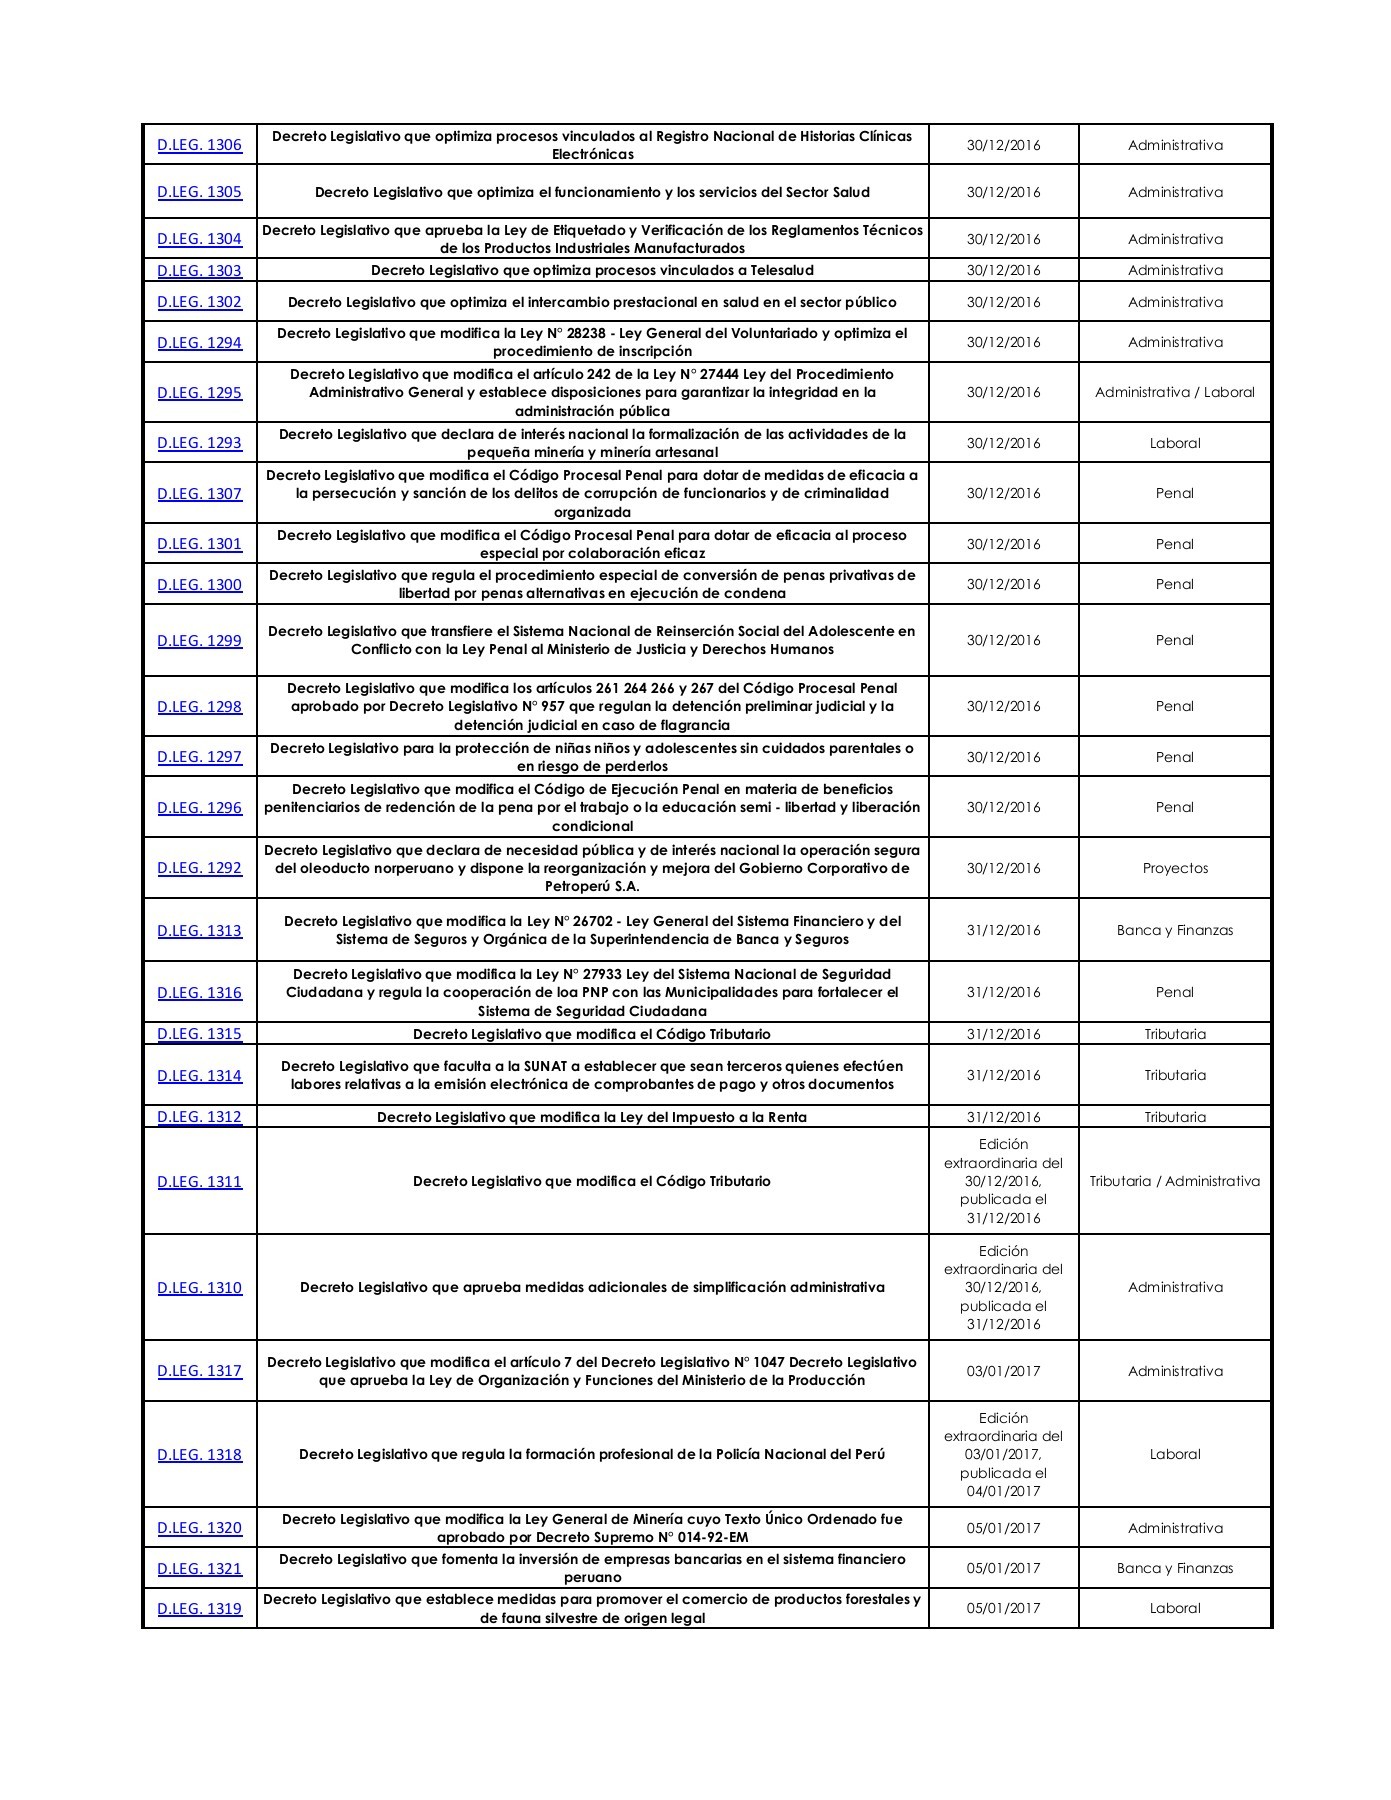 D.LEG. 1306
Decreto Legislativo que optimiza procesos vinculados al Registro Nacional de Historias Clínicas
Electrónicas
30/12/2016
Administrativa
D.LEG. 1305
Decreto Legislativo que optimiza el funcionamiento y los servicios del Sector Salud
30/12/2016
Administrativa
D.LEG. 1304
Decreto Legislativo que aprueba la Ley de Etiquetado y Verificación de los Reglamentos Técnicos
de los Productos Industriales Manufacturados
30/12/2016
Administrativa
D.LEG. 1303
Decreto Legislativo que optimiza procesos vinculados a Telesalud
30/12/2016
Administrativa
D.LEG. 1302
Decreto Legislativo que optimiza el intercambio prestacional en salud en el sector público
30/12/2016
Administrativa
D.LEG. 1294
Decreto Legislativo que modifica la Ley N° 28238 - Ley General del Voluntariado y optimiza el
procedimiento de inscripción
30/12/2016
Administrativa
D.LEG. 1295
Decreto Legislativo que modifica el artículo 242 de la Ley N° 27444 Ley del Procedimiento
Administrativo General y establece disposiciones para garantizar la integridad en la
administración pública
30/12/2016
Administrativa / Laboral
D.LEG. 1293
Decreto Legislativo que declara de interés nacional la formalización de las actividades de la
pequeña minería y minería artesanal
30/12/2016
Laboral
D.LEG. 1307
Decreto Legislativo que modifica el Código Procesal Penal para dotar de medidas de eficacia a
la persecución y sanción de los delitos de corrupción de funcionarios y de criminalidad
organizada
30/12/2016
Penal
D.LEG. 1301
Decreto Legislativo que modifica el Código Procesal Penal para dotar de eficacia al proceso
especial por colaboración eficaz
30/12/2016
Penal
D.LEG. 1300
Decreto Legislativo que regula el procedimiento especial de conversión de penas privativas de
libertad por penas alternativas en ejecución de condena
30/12/2016
Penal
D.LEG. 1299
Decreto Legislativo que transfiere el Sistema Nacional de Reinserción Social del Adolescente en
Conflicto con la Ley Penal al Ministerio de Justicia y Derechos Humanos
30/12/2016
Penal
D.LEG. 1298
Decreto Legislativo que modifica los artículos 261 264 266 y 267 del Código Procesal Penal
aprobado por Decreto Legislativo N° 957 que regulan la detención preliminar judicial y la
detención judicial en caso de flagrancia
30/12/2016
Penal
D.LEG. 1297
Decreto Legislativo para la protección de niñas niños y adolescentes sin cuidados parentales o
en riesgo de perderlos
30/12/2016
Penal
D.LEG. 1296
Decreto Legislativo que modifica el Código de Ejecución Penal en materia de beneficios
penitenciarios de redención de la pena por el trabajo o la educación semi - libertad y liberación
condicional
30/12/2016
Penal
D.LEG. 1292
Decreto Legislativo que declara de necesidad pública y de interés nacional la operación segura
del oleoducto norperuano y dispone la reorganización y mejora del Gobierno Corporativo de
Petroperú S.A.
30/12/2016
Proyectos
D.LEG. 1313
Decreto Legislativo que modifica la Ley N° 26702 - Ley General del Sistema Financiero y del
Sistema de Seguros y Orgánica de la Superintendencia de Banca y Seguros
31/12/2016
Banca y Finanzas
D.LEG. 1316
Decreto Legislativo que modifica la Ley N° 27933 Ley del Sistema Nacional de Seguridad
Ciudadana y regula la cooperación de loa PNP con las Municipalidades para fortalecer el
Sistema de Seguridad Ciudadana
31/12/2016
Penal
D.LEG. 1315
Decreto Legislativo que modifica el Código Tributario
31/12/2016
Tributaria
D.LEG. 1314
Decreto Legislativo que faculta a la SUNAT a establecer que sean terceros quienes efectúen
labores relativas a la emisión electrónica de comprobantes de pago y otros documentos
31/12/2016
Tributaria
D.LEG. 1312
Decreto Legislativo que modifica la Ley del Impuesto a la Renta
31/12/2016
Tributaria
D.LEG. 1311
Decreto Legislativo que modifica el Código Tributario
Edición
extraordinaria del
30/12/2016,
publicada el
31/12/2016
Tributaria / Administrativa
D.LEG. 1310
Decreto Legislativo que aprueba medidas adicionales de simplificación administrativa
Edición
extraordinaria del
30/12/2016,
publicada el
31/12/2016
Administrativa
D.LEG. 1317
Decreto Legislativo que modifica el artículo 7 del Decreto Legislativo N° 1047 Decreto Legislativo
que aprueba la Ley de Organización y Funciones del Ministerio de la Producción
03/01/2017
Administrativa
D.LEG. 1318
Decreto Legislativo que regula la formación profesional de la Policía Nacional del Perú
Edición
extraordinaria del
03/01/2017,
publicada el
04/01/2017
Laboral
D.LEG. 1320
Decreto Legislativo que modifica la Ley General de Minería cuyo Texto Único Ordenado fue
aprobado por Decreto Supremo N° 014-92-EM
05/01/2017
Administrativa
D.LEG. 1321
Decreto Legislativo que fomenta la inversión de empresas bancarias en el sistema financiero
peruano
05/01/2017
Banca y Finanzas
D.LEG. 1319
Decreto Legislativo que establece medidas para promover el comercio de productos forestales y
de fauna silvestre de origen legal
05/01/2017
Laboral